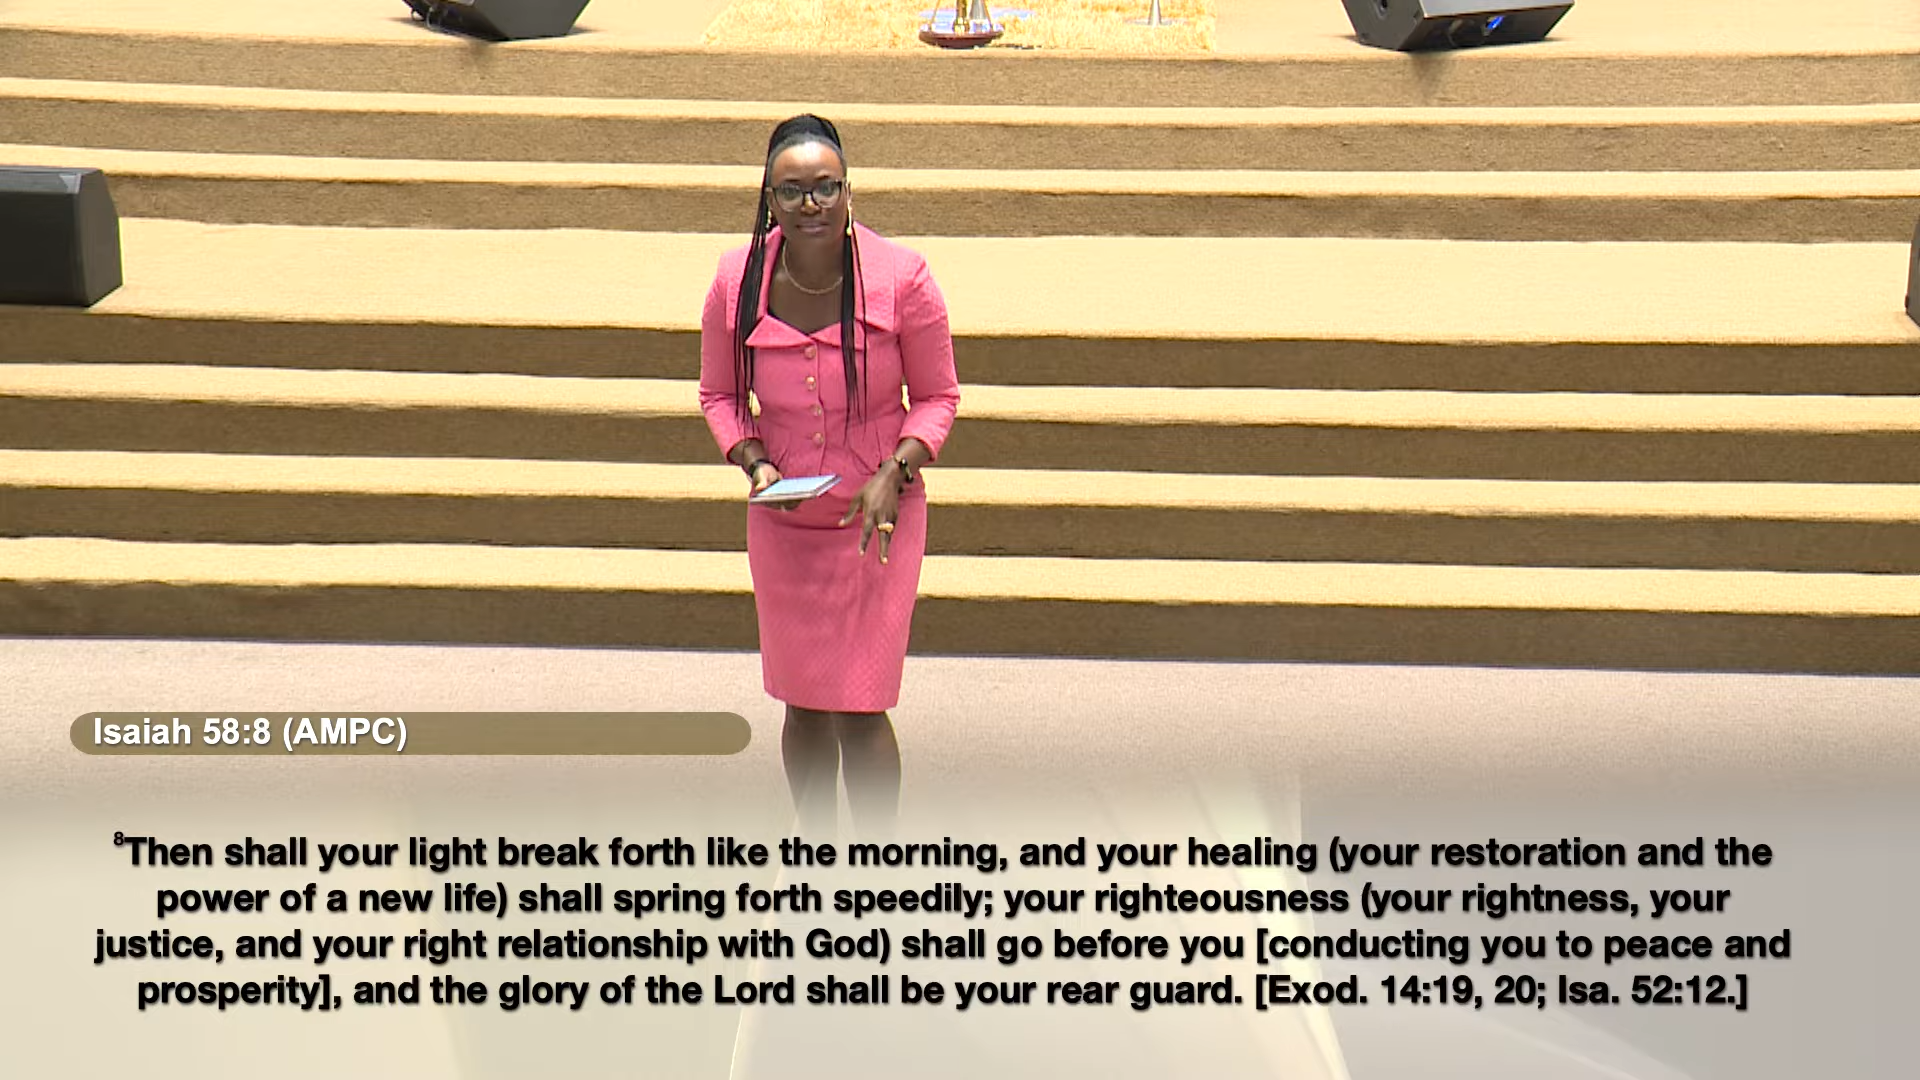 Isaiah 58:8 (AMPC)
8Then shall your light break forth like the morning, and your healing (your restoration and the
power of a new life) shall spring forth speedily; your righteousness (your rightness, your
justice, and your right relationship with God) shall go before you [conducting you to peace and
prosperity], and the glory of the Lord shall be your rear guard. [Exod. 14:19, 20; Isa. 52:12.]